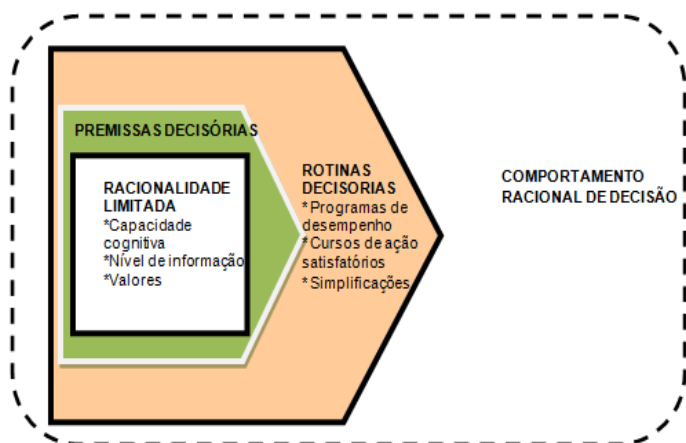 PREMISSAS DECISÓRIAS
RACIONALIDADE
LIMITADA
*Capacidade
cognitiva
*Nível de informação
*Valores
ROTINAS
DECISORIAS
*Programas de
desempenho
*Cursos de ação
satisfatórios
*Simplificações
COMPORTAMENTO
RACIONAL DE DECISÃO